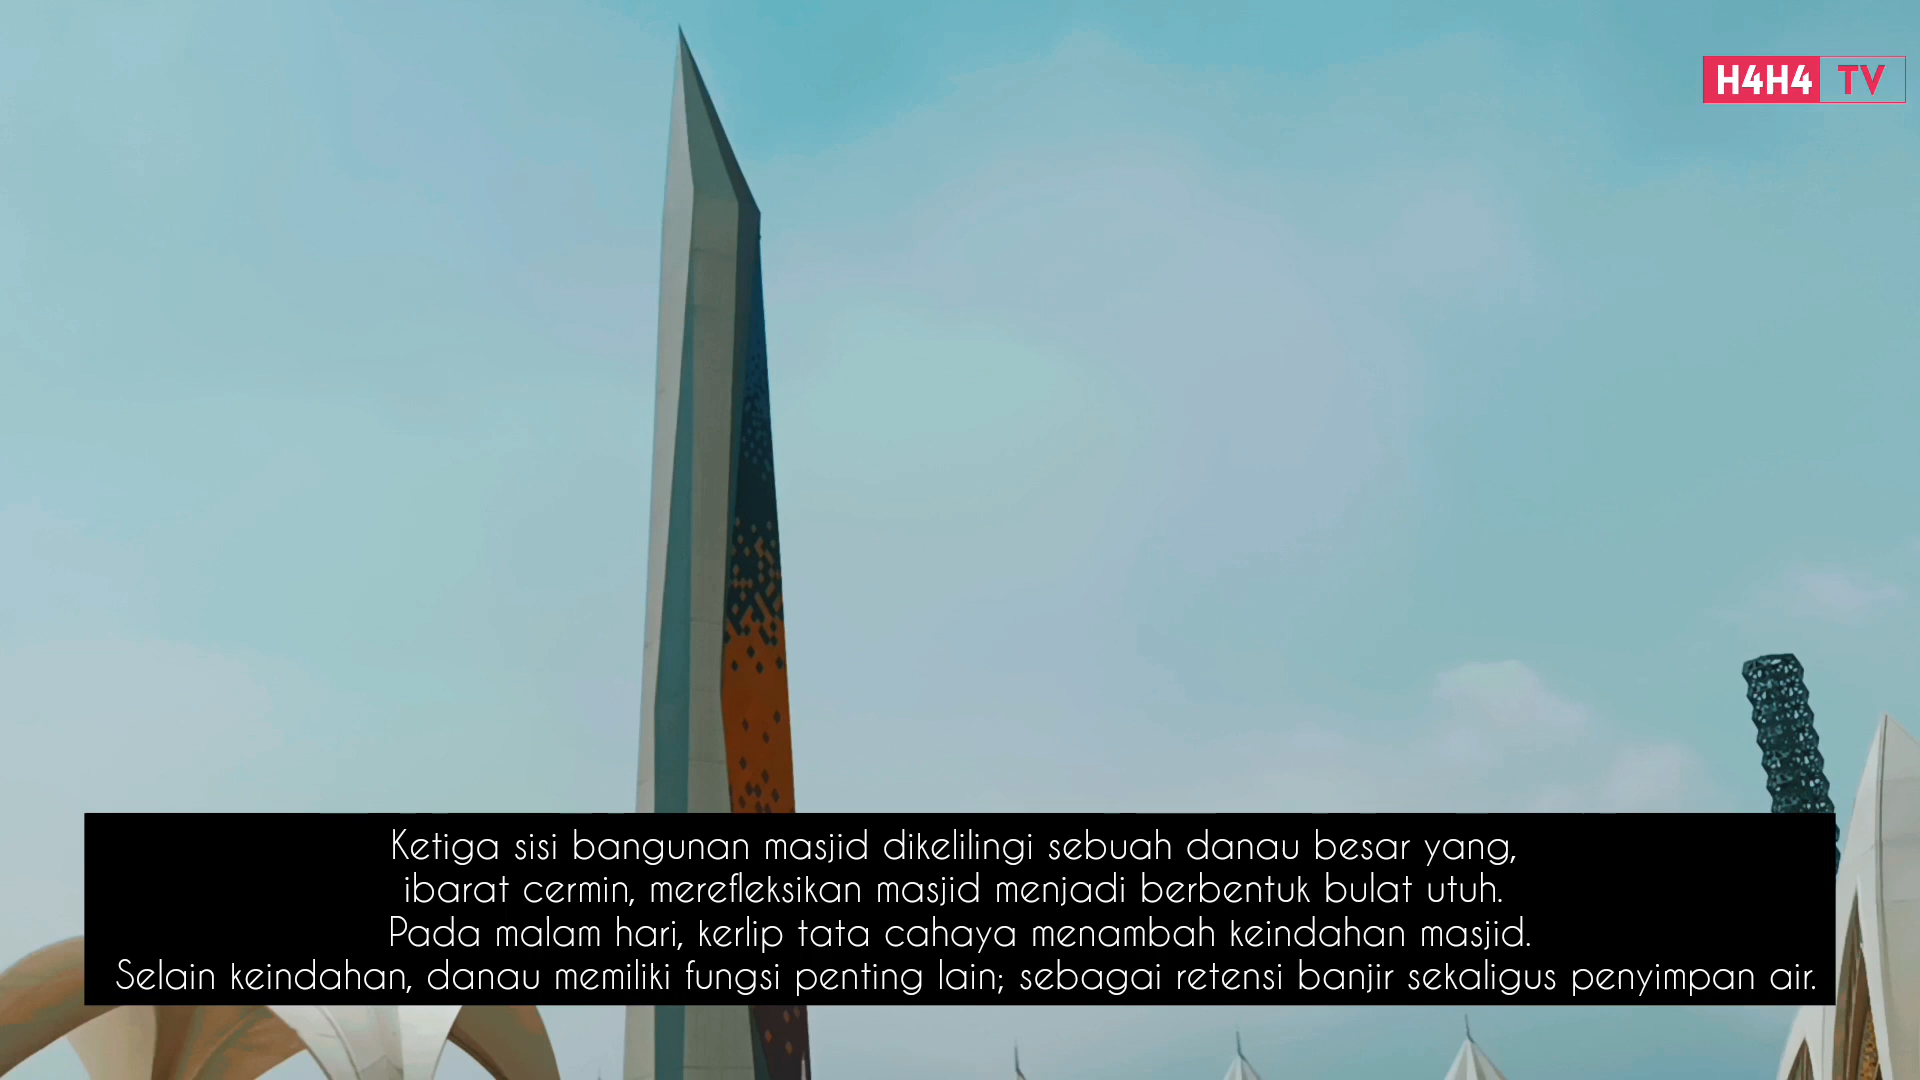 H4H4 TV
Ketiga sisi bangunan masjid dikelilingi sebuah danau besar yang,
ibarat cermin, merefleksikan masjid menjadi berbentuk bulat utuh.
Pada malam hari, kerlip tata cahaya menambah keindahan masjid.
Selain keindahan, danau memiliki fungsi penting lain; sebagai retensi banjir sekaligus penyimpan air.